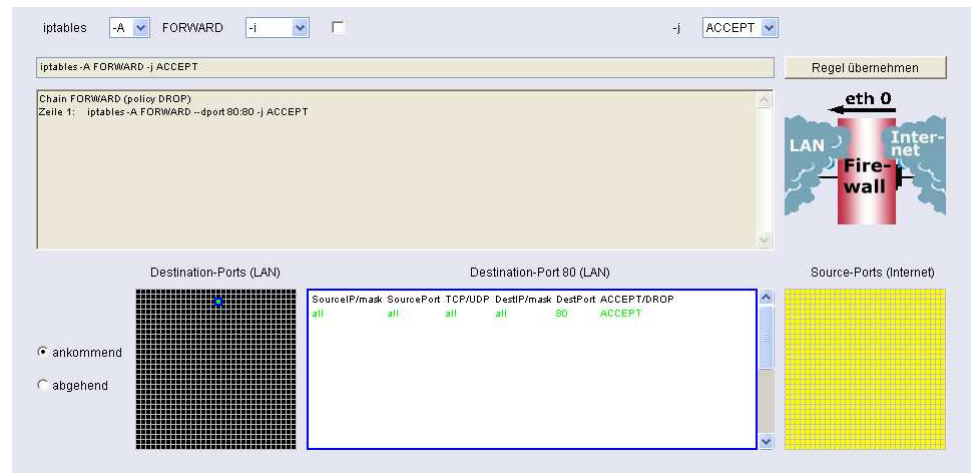 iptables -A FORWARD -i -j ACCEPT
iptables -A FORWARD -j ACCEPT
Regel übernehmen
Chain FORWARD (policy DROP)
Zeile 1: iptables -A FORWARD --dport 80:80 -j ACCEPT
eth 0
LAN
Inter-
net
Fire-
wall
Destination-Ports (LAN)
Destination-Port 80 (LAN)
Source-Ports (Internet)
SourceIP/mask SourcePort TCP/UDP DestIP/mask DestPort ACCEPT/DROP
all all all all 80 ACCEPT
ankommend
abgehend